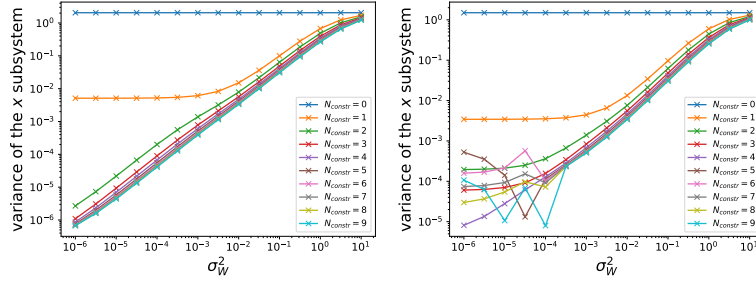 variance of the x subsystem
10^0
10^-1
10^-2
10^-3
10^-4
10^-5
10^-6
N_constr = 0
N_constr = 1
N_constr = 2
N_constr = 3
N_constr = 4
N_constr = 5
N_constr = 6
N_constr = 7
N_constr = 8
N_constr = 9
10^-6 10^-5 10^-4 10^-3 10^-2 10^-1 10^0 10^1
σ_W^2
variance of the x subsystem
10^0
10^-1
10^-2
10^-3
10^-4
10^-5
N_constr = 0
N_constr = 1
N_constr = 2
N_constr = 3
N_constr = 4
N_constr = 5
N_constr = 6
N_constr = 7
N_constr = 8
N_constr = 9
10^-6 10^-5 10^-4 10^-3 10^-2 10^-1 10^0 10^1
σ_W^2